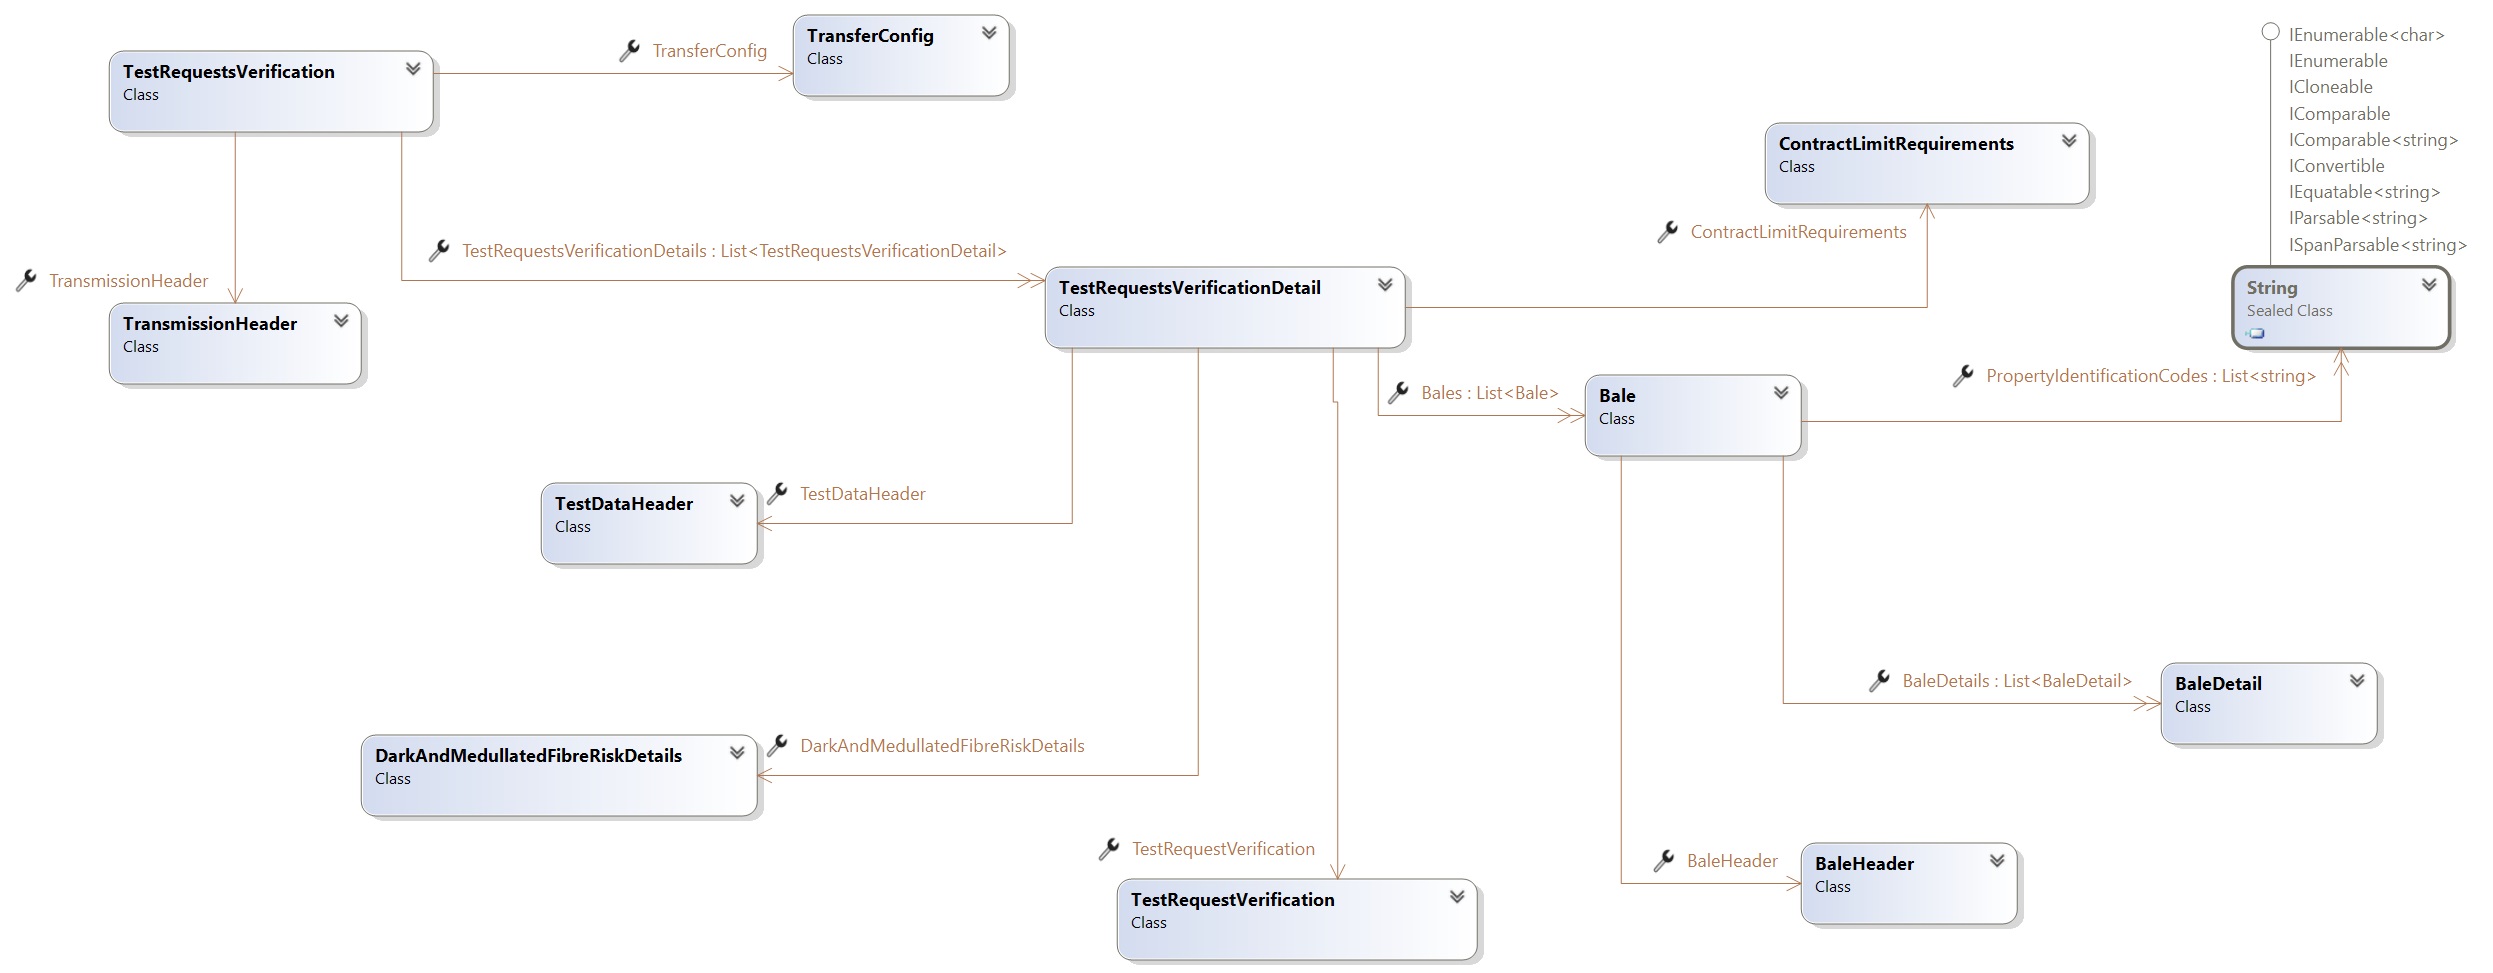 TransferConfig
TransferConfig
Class
TestRequestsVerification
Class
IEnumerable<char>
IEnumerable
ICloneable
IComparable
IComparable<string>
IConvertible
IEquatable<string>
IParsable<string>
ISpanParsable<string>
ContractLimitRequirements
Class
ContractLimitRequirements
TestRequestsVerificationDetails : List<TestRequestsVerificationDetail>
TransmissionHeader
TestRequestsVerificationDetail
Class
String
Sealed Class
TransmissionHeader
Class
Bales : List<Bale>
Bale
Class
PropertyIdentificationCodes : List<string>
TestDataHeader
Class
TestDataHeader
BaleDetails : List<BaleDetail>
BaleDetail
Class
DarkAndMedullatedFibreRiskDetails
Class
DarkAndMedullatedFibreRiskDetails
TestRequestVerification
TestRequestVerification
Class
BaleHeader
BaleHeader
Class